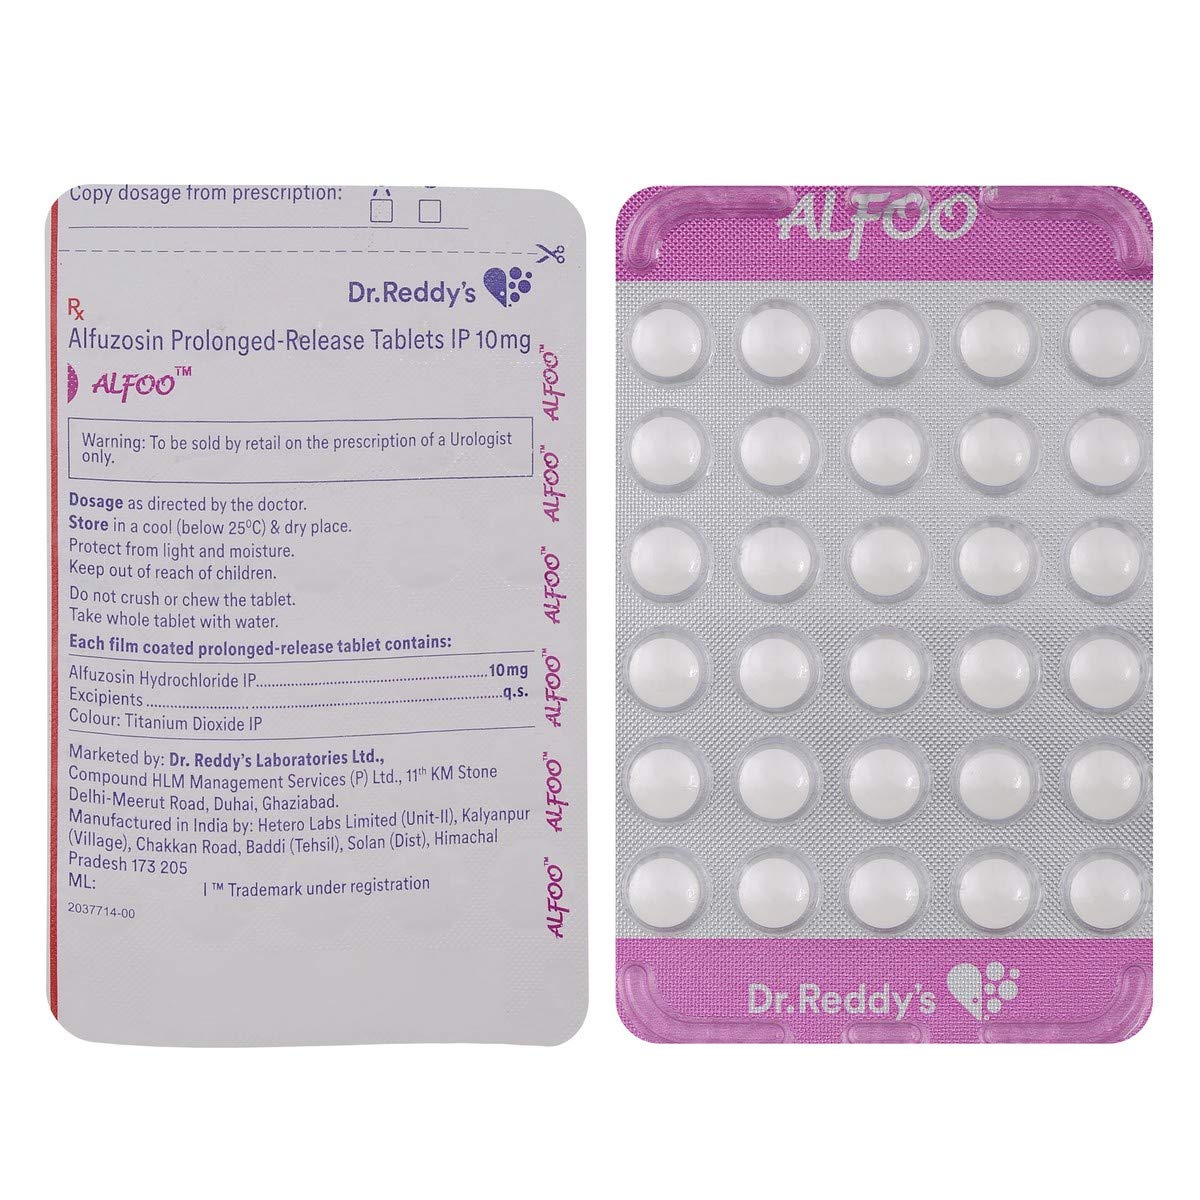 Copy dosage from prescription:
Dr.Reddy's
Rx
Alfuzosin Prolonged-Release Tablets IP 10mg
ALFOO™
Warning: To be sold by retail on the prescription of a Urologist
only.
Dosage as directed by the doctor.
Store in a cool (below 25⁰C) & dry place.
Protect from light and moisture.
Keep out of reach of children.
Do not crush or chew the tablet.
Take whole tablet with water.
Each film coated prolonged-release tablet contains:
Alfuzosin Hydrochloride IP..........................................10mg
Excipients..........................................q.s.
Colour: Titanium Dioxide IP
Marketed by: Dr. Reddy's Laboratories Ltd.,
Compound HLM Management Services (P) Ltd., 11th KM Stone
Delhi-Meerut Road, Duhai, Ghaziabad.
Manufactured in India by: Hetero Labs Limited (Unit-II), Kalyanpur
(Village), Chakkan Road, Baddi (Tehsil), Solan (Dist), Himachal
Pradesh 173 205
ML: I ™ Trademark under registration
2037714-00
ALFOO™
ALFOO™
ALFOO™
ALFOO™
ALFOO™
ALFOO™
ALFOO™
Dr.Reddy's